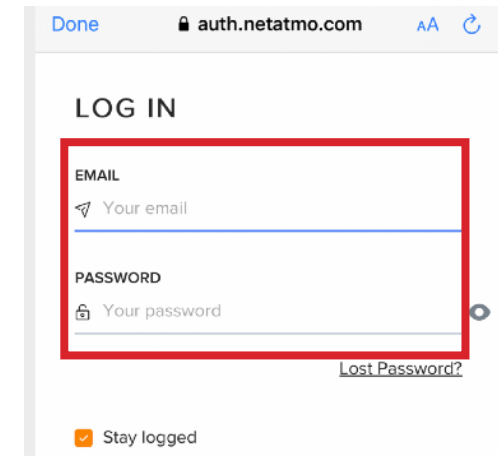 Done auth.netatmo.com AA
LOG IN
EMAIL
Your email
PASSWORD
Your password
Lost Password?
Stay logged